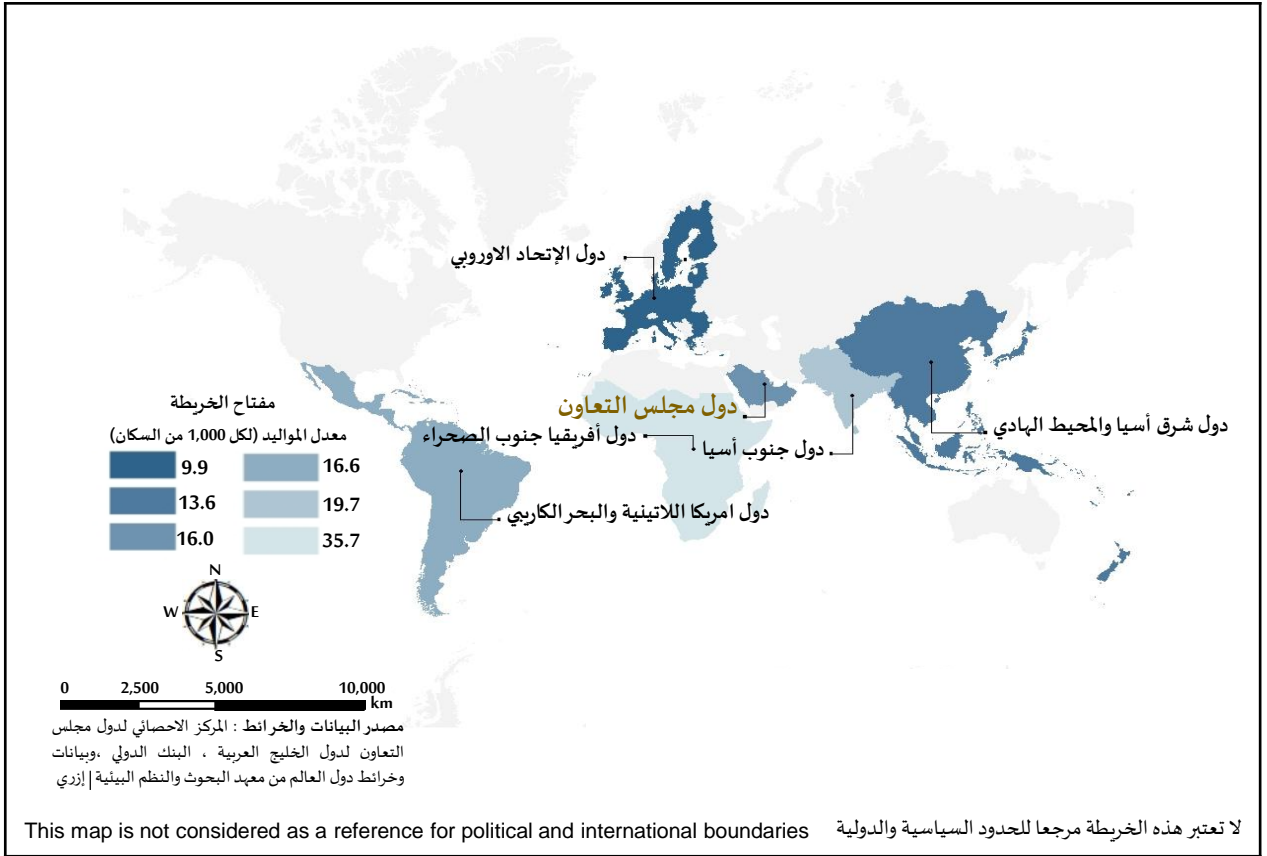 دول الإتحاد الاوروبي
دول مجلس التعاون
دول أفريقيا جنوب الصحراء
دول جنوب أسيا
دول شرق أسيا والمحيط الهادي
دول امريكا اللاتينية والبحر الكاريبي
مفتاح الخريطة
معدل المواليد (لكل 1,000 من السكان)
9.9 16.6
13.6 19.7
16.0 35.7
N
W E
S
0 2,500 5,000 10,000
km
مصدر البيانات والخرائط : المركز الاحصائي لدول مجلس
التعاون لدول الخليج العربية ، البنك الدولي ،وبيانات
وخرائط دول العالم من معهد البحوث والنظم البيئية | إزري
This map is not considered as a reference for political and international boundaries لا تعتبر هذه الخريطة مرجعا للحدود السياسية والدولية